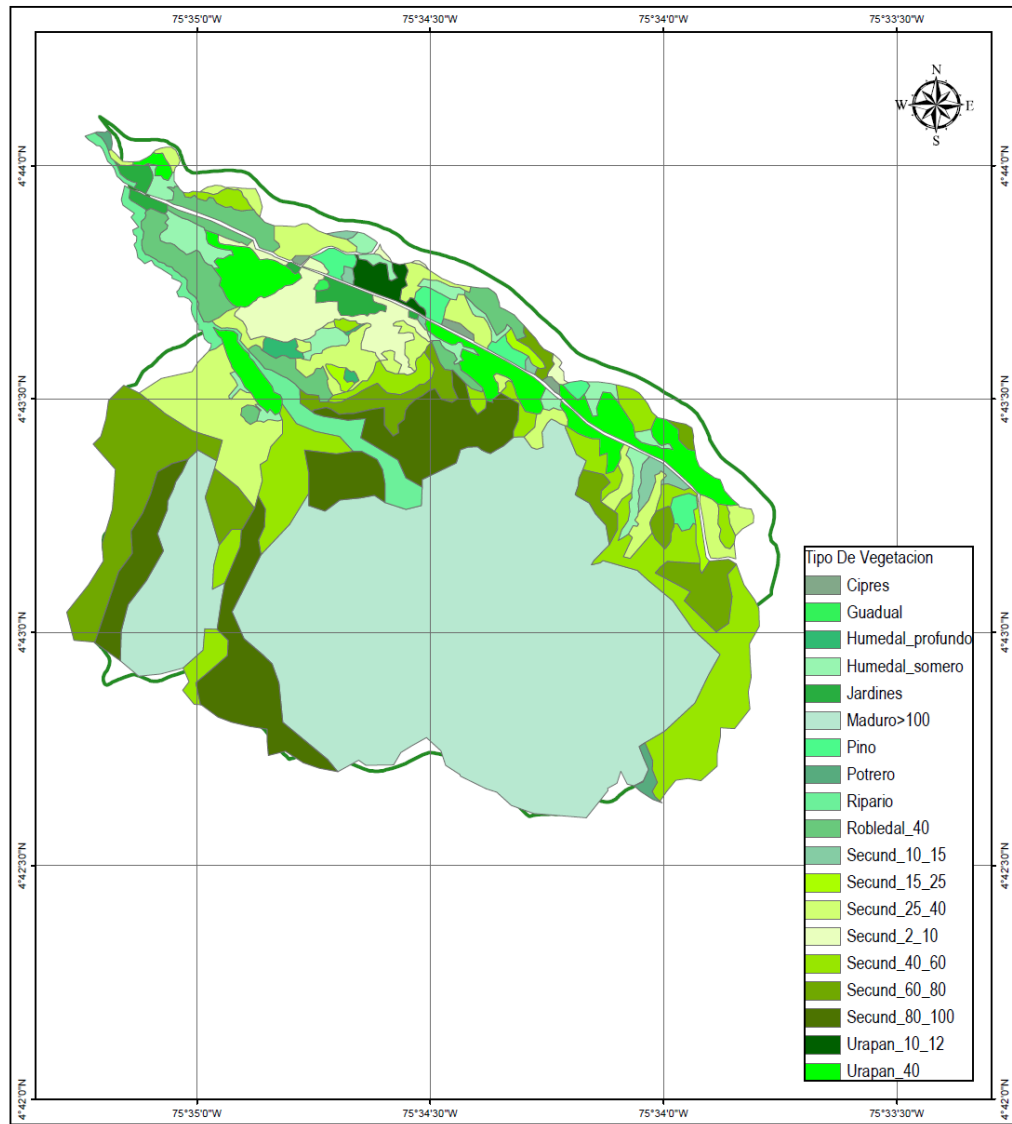 75°35'0"W 75°34'30"W 75°34'0"W 75°33'30"W
N
W E
S
4°44'0"N 4°44'0"N
4°43'30"N 4°43'30"N
Tipo De Vegetacion
Cipres
Guadual
4°43'0"N 4°43'0"N
Humedal_profundo
Humedal_somero
Jardines
Maduro>100
Pino
Potrero
Ripario
Robledal_40
Secund_10_15
4°42'30"N 4°42'30"N
Secund_15_25
Secund_25_40
Secund_2_10
Secund_40_60
Secund_60_80
Secund_80_100
Urapan_10_12
Urapan_40
4°42'0"N 4°42'0"N
75°35'0"W 75°34'30"W 75°34'0"W 75°33'30"W